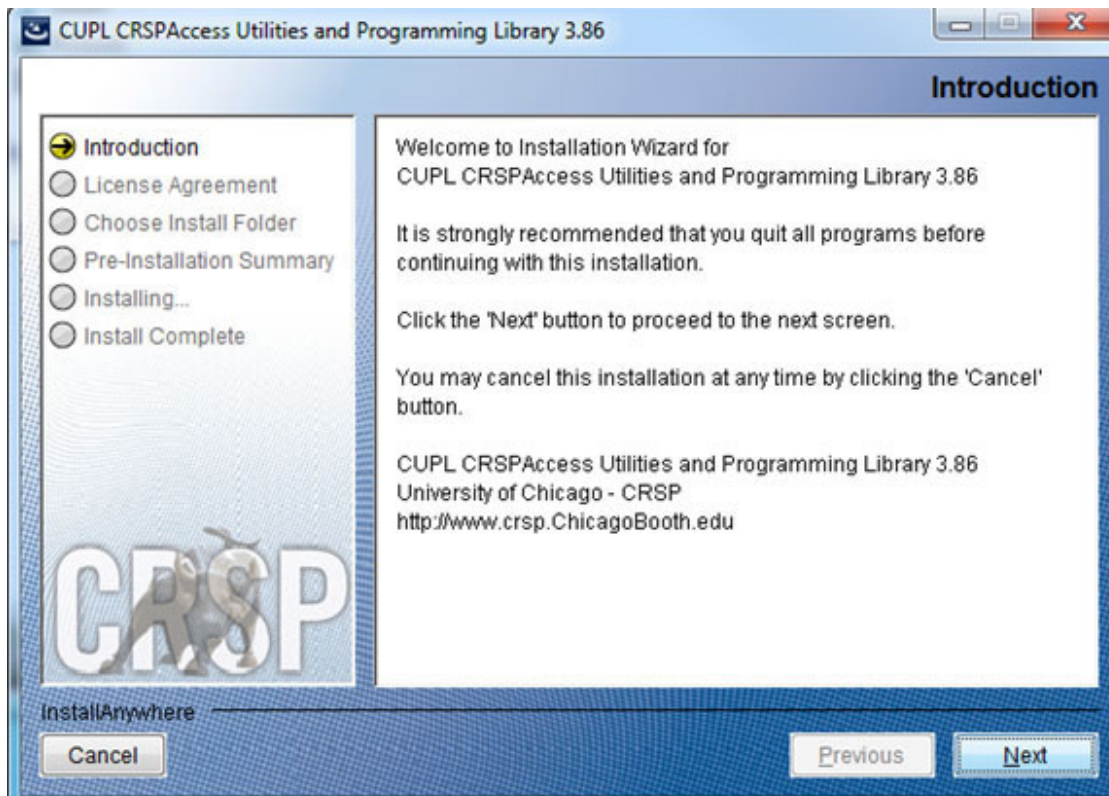 CUPL CRSPAccess Utilities and Programming Library 3.86
Introduction
Introduction
License Agreement
Choose Install Folder
Pre-Installation Summary
Installing...
Install Complete
CRSP
Welcome to Installation Wizard for
CUPL CRSPAccess Utilities and Programming Library 3.86
It is strongly recommended that you quit all programs before
continuing with this installation.
Click the 'Next' button to proceed to the next screen.
You may cancel this installation at any time by clicking the 'Cancel'
button.
CUPL CRSPAccess Utilities and Programming Library 3.86
University of Chicago - CRSP
http://www.crsp.ChicagoBooth.edu
InstallAnywhere
Cancel
Previous
Next